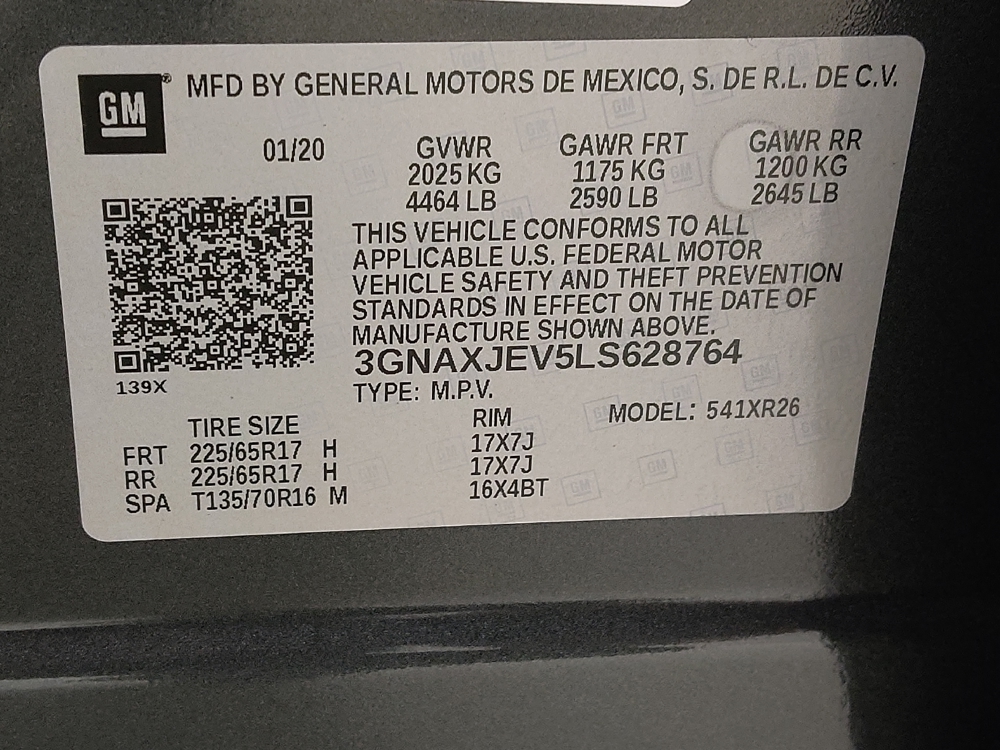 GM
MFD BY GENERAL MOTORS DE MEXICO, S. DE R.L. DE C.V.
01/20 GVWR GAWR FRT GAWR RR
2025 KG 1175 KG 1200 KG
4464 LB 2590 LB 2645 LB
THIS VEHICLE CONFORMS TO ALL
APPLICABLE U.S. FEDERAL MOTOR
VEHICLE SAFETY AND THEFT PREVENTION
STANDARDS IN EFFECT ON THE DATE OF
MANUFACTURE SHOWN ABOVE.
3GNAXJEV5LS628764
139X
TYPE: M.P.V.
TIRE SIZE RIM MODEL: 541XR26
FRT 225/65R17 H 17X7J
RR 225/65R17 H 17X7J
SPA T135/70R16 M 16X4BT